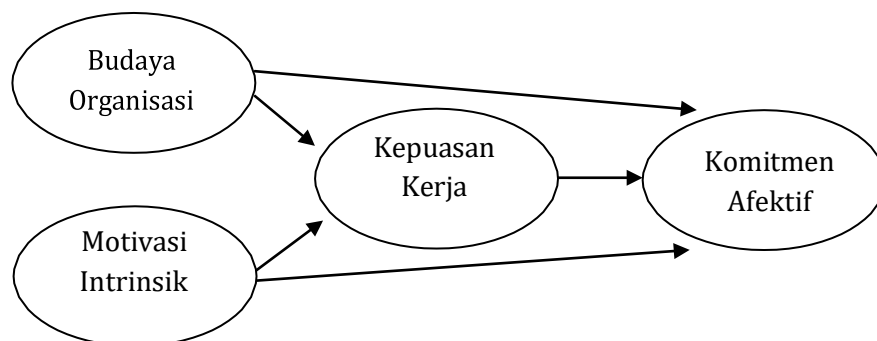 Budaya
Organisasi
Kepuasan
Kerja
Komitmen
Afektif
Motivasi
Intrinsik